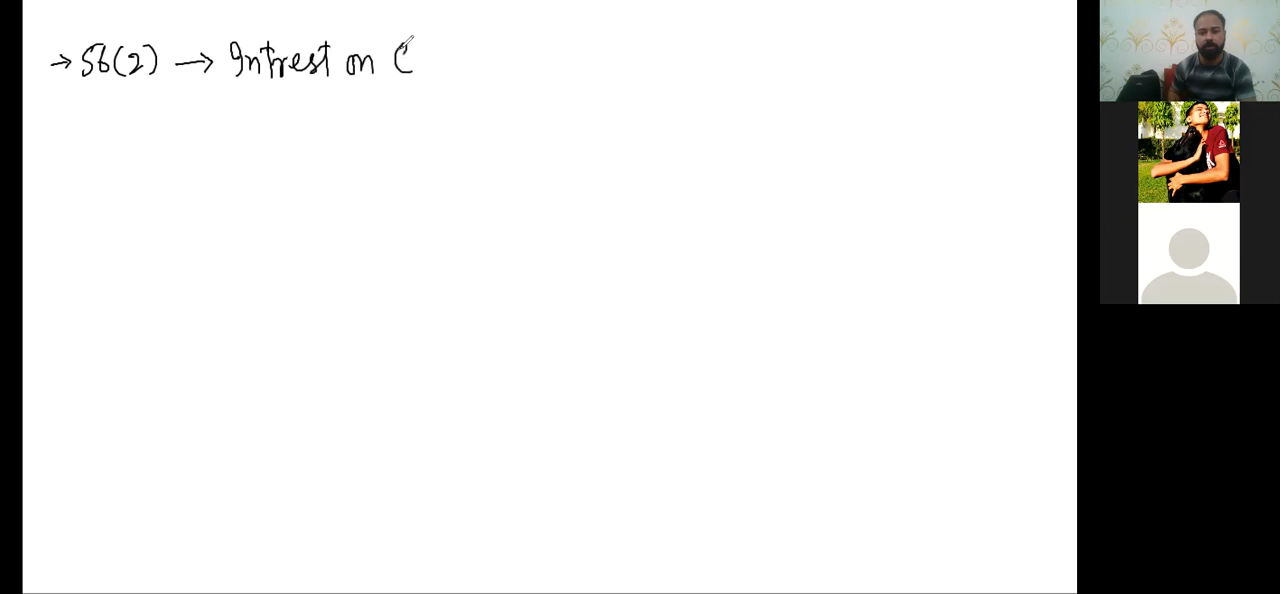 → 56(2) → Intrest on C